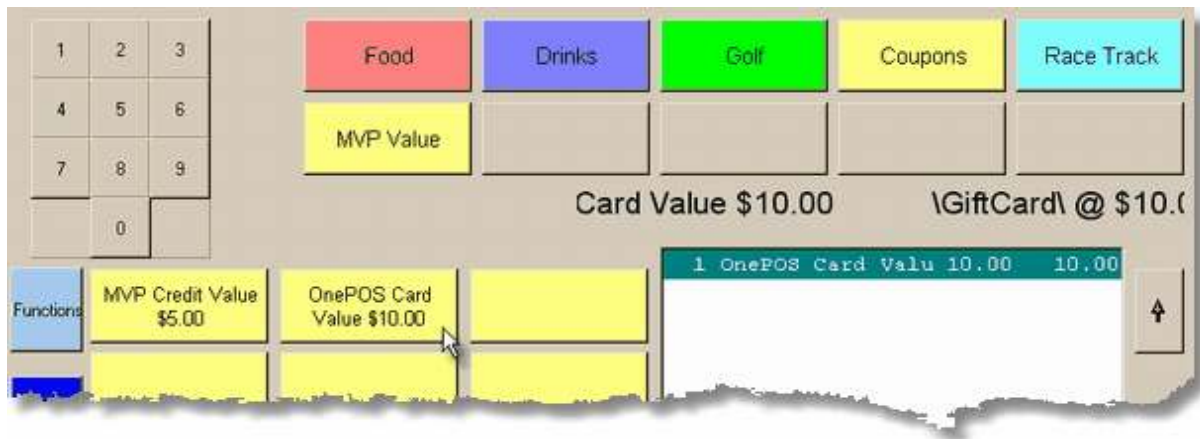 1 2 3
Food Drinks Golf Coupons Race Track
4 5 6
MVP Value
7 8 9
Card Value $10.00 \GiftCard\ @ $10.0
0
1 OnePOS Card Valu 10.00 10.00
Functions
MVP Credit Value
$5.00
OnePOS Card
Value $10.00